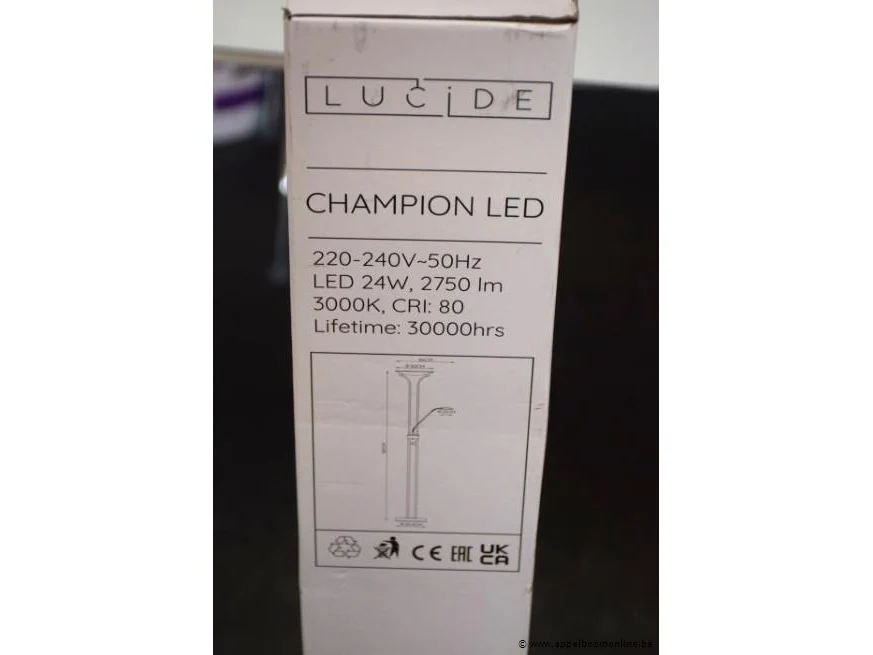 LUCiDE
CHAMPION LED
220-240V~50Hz
LED 24W, 2750 lm
3000K, CRI: 80
Lifetime: 30000hrs
CE EAC UK
CA
© www.appelboomonline.be